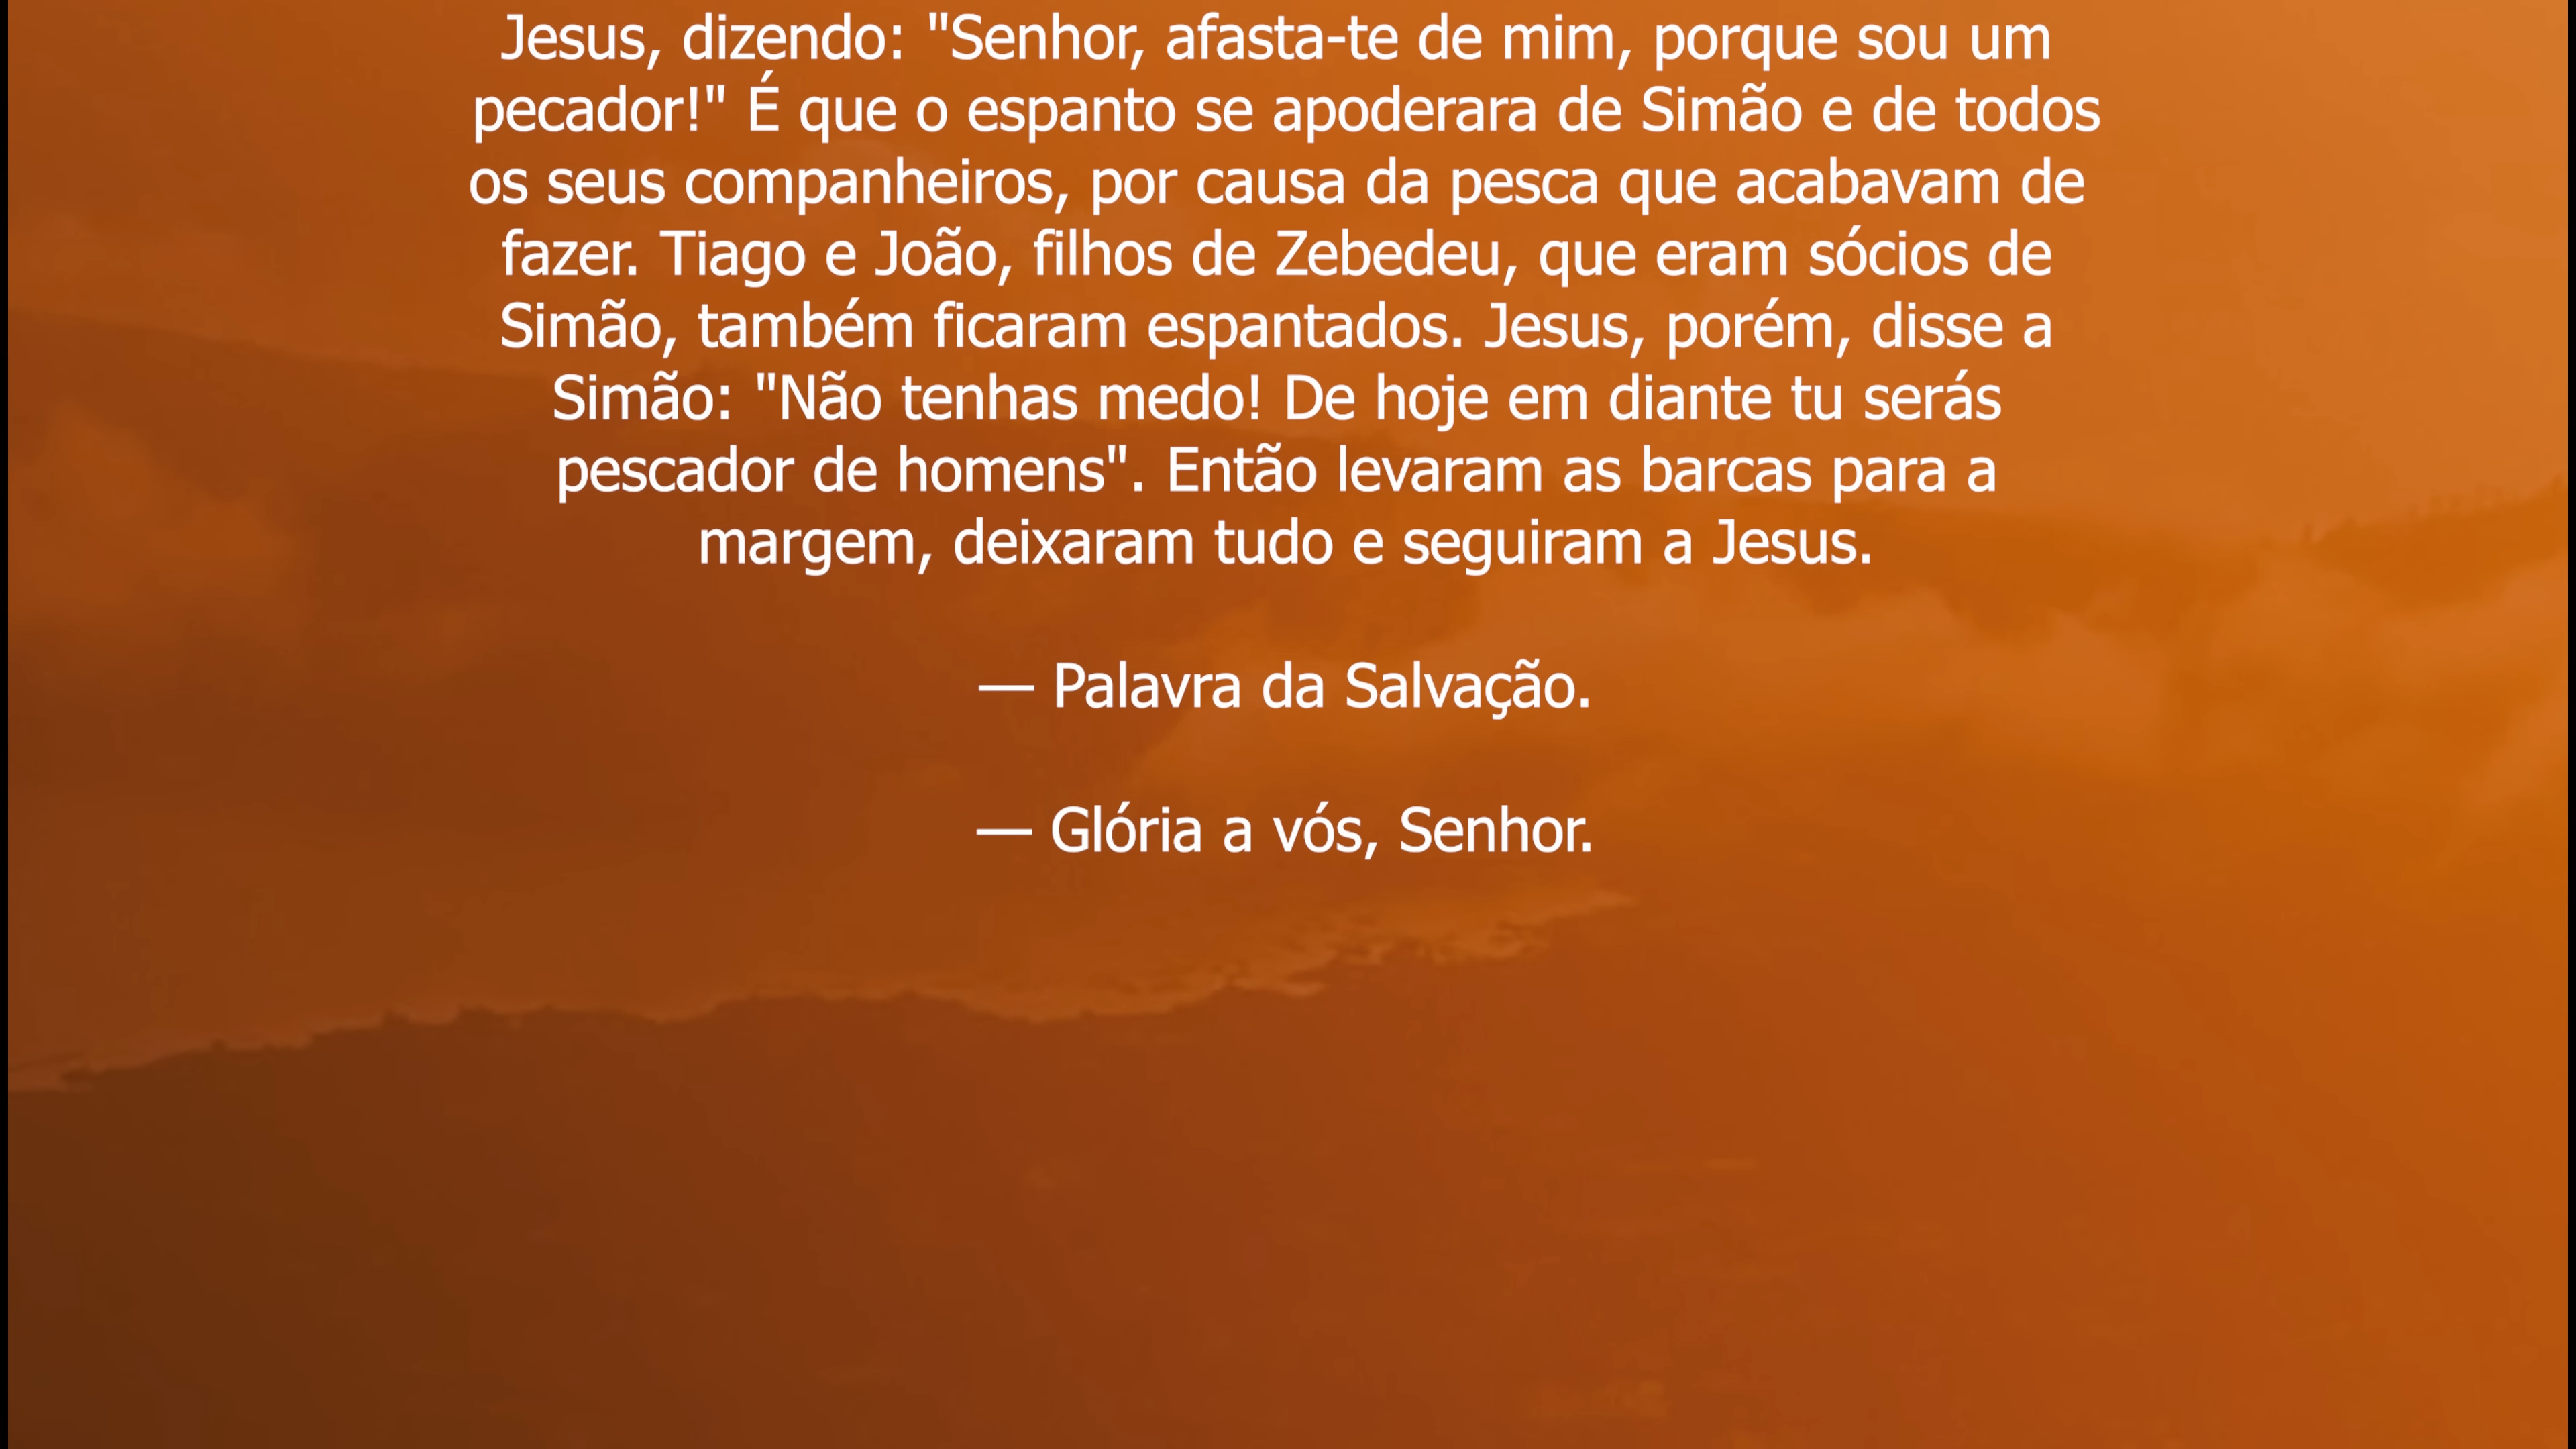 Jesus, dizendo: "Senhor, afasta-te de mim, porque sou um
pecador!" É que o espanto se apoderara de Simão e de todos
os seus companheiros, por causa da pesca que acabavam de
fazer. Tiago e João, filhos de Zebedeu, que eram sócios de
Simão, também ficaram espantados. Jesus, porém, disse a
Simão: "Não tenhas medo! De hoje em diante tu serás
pescador de homens". Então levaram as barcas para a
margem, deixaram tudo e seguiram a Jesus.
— Palavra da Salvação.
— Glória a vós, Senhor.